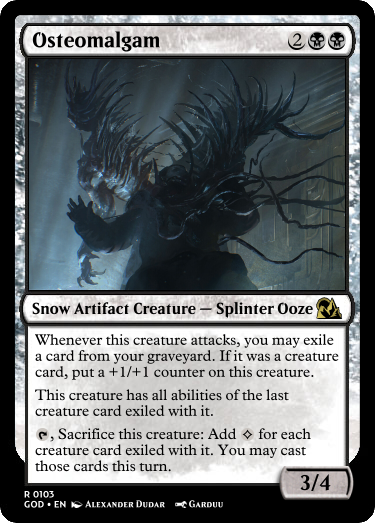 Osteomalgam 2
Snow Artifact Creature — Splinter Ooze
Whenever this creature attacks, you may exile
a card from your graveyard. If it was a creature
card, put a +1/+1 counter on this creature.
This creature has all abilities of the last
creature card exiled with it.
, Sacrifice this creature: Add for each
creature card exiled with it. You may cast
those cards this turn.
3/4
R 0103
GOD • EN Alexander Dudar Garduu